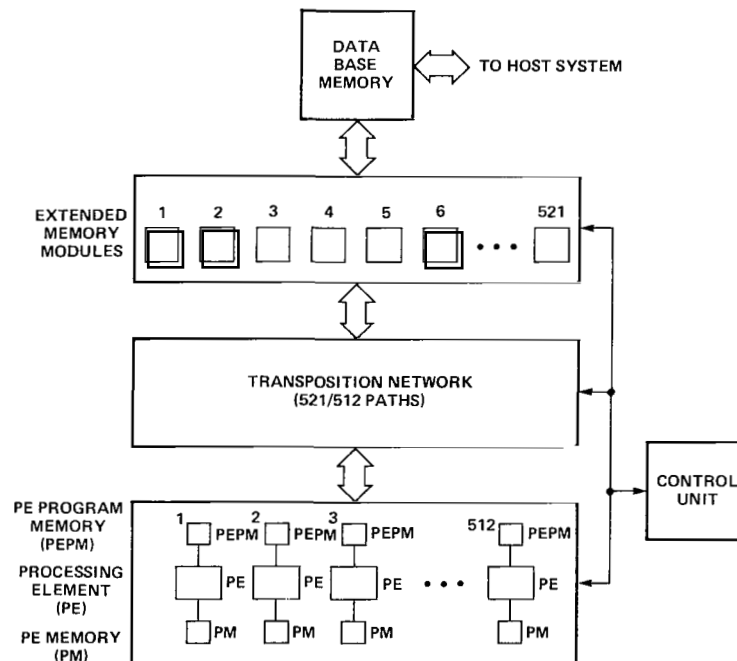 DATA
BASE
MEMORY
TO HOST SYSTEM
EXTENDED
MEMORY
MODULES
1 2 3 4 5 6 521
TRANSPOSITION NETWORK
(521/512 PATHS)
CONTROL
UNIT
PE PROGRAM
MEMORY
(PEPM)
1 PEPM 2 PEPM 3 PEPM 512 PEPM
PROCESSING
ELEMENT
(PE)
PE PE PE PE
PE MEMORY
(PM)
PM PM PM PM